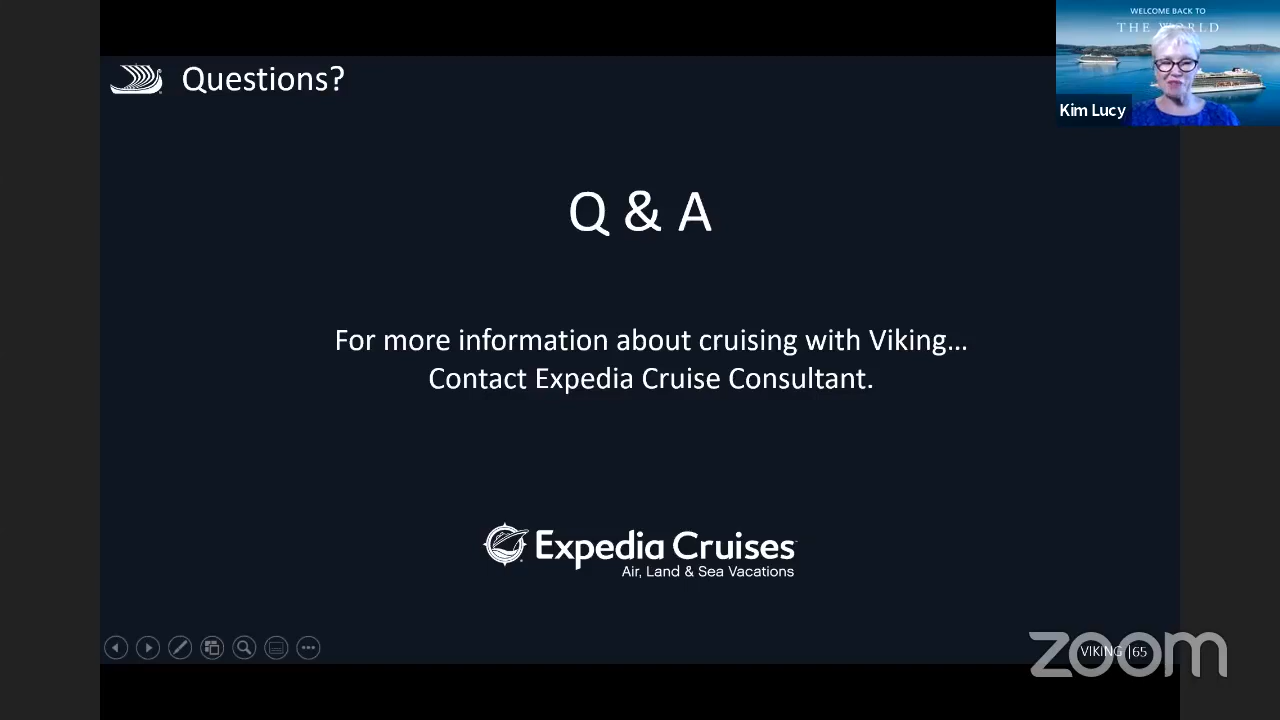 WELCOME BACK TO
THE WORLD
Kim Lucy
Questions?
Q & A
For more information about cruising with Viking...
Contact Expedia Cruise Consultant.
Expedia Cruises
Air, Land & Sea Vacations
VIKING |65
zoom